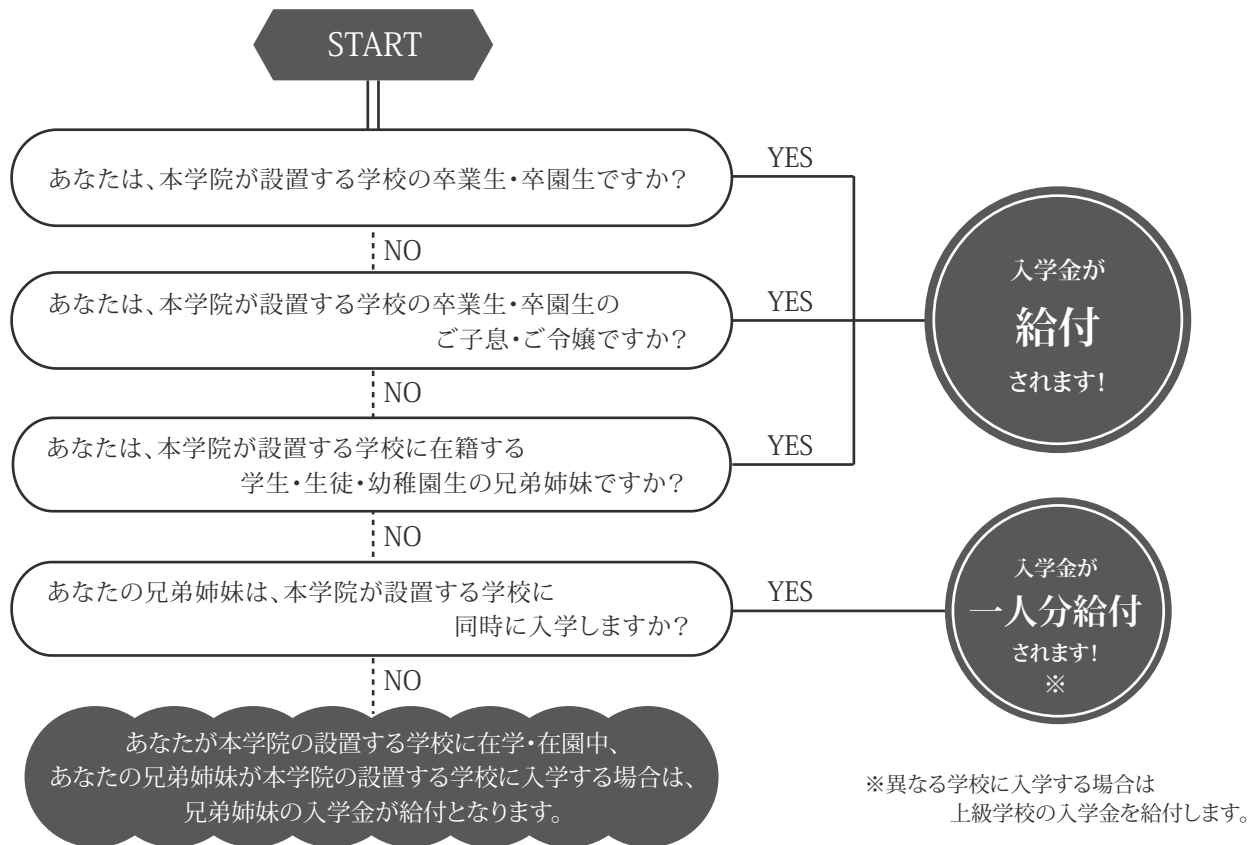 START
あなたは、本学院が設置する学校の卒業生・卒園生ですか？
YES
NO
あなたは、本学院が設置する学校の卒業生・卒園生の
ご子息・ご令嬢ですか？
YES
入学金が
給付
されます！
NO
あなたは、本学院が設置する学校に在籍する
学生・生徒・幼稚園生の兄弟姉妹ですか？
YES
NO
あなたの兄弟姉妹は、本学院が設置する学校に
同時に入学しますか？
YES
入学金が
一人分給付
されます！
※
NO
あなたが本学院の設置する学校に在学・在園中、
あなたの兄弟姉妹が本学院の設置する学校に入学する場合は、
兄弟姉妹の入学金が給付となります。
※異なる学校に入学する場合は
上級学校の入学金を給付します。